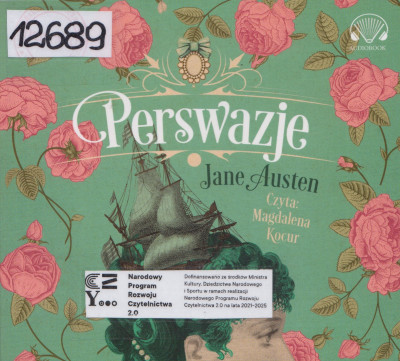 12689
AUDIOBOOK
Perswazje
Jane Austen
Czyta:
Magdalena
Kocur
CZ
Y...
Narodowy
Program
Rozwoju
Czytelnictwa
2.0
Dofinansowano ze środków Ministra
Kultury, Dziedzictwa Narodowego
i Sportu w ramach realizacji
Narodowego Programu Rozwoju
Czytelnictwa 2.0 na lata 2021-2025